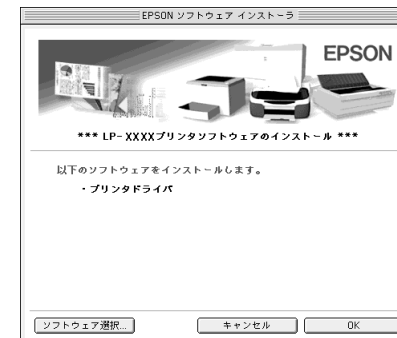 EPSON ソフトウェア インストーラ
EPSON
*** LP-XXXXプリンタソフトウェアのインストール ***
以下のソフトウェアをインストールします。
・プリンタドライバ
ソフトウェア選択...
キャンセル
OK